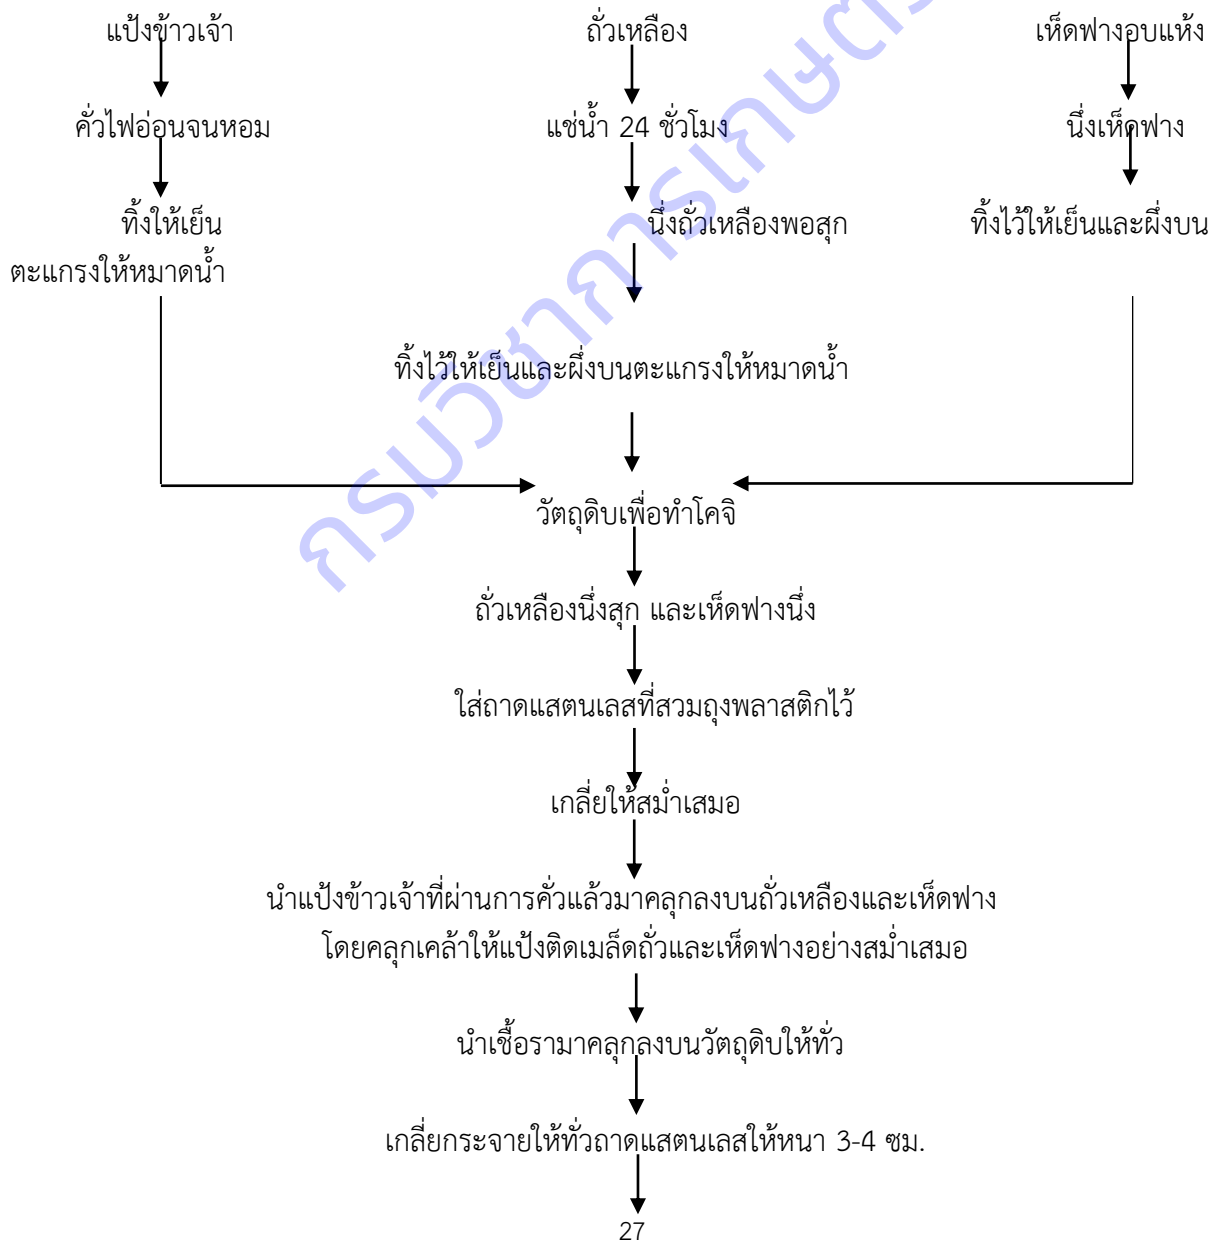 แป้งข้าวเจ้า ถั่วเหลือง เห็ดฟางอบแห้ง
คั่วไฟอ่อนจนหอม แช่น้ำ 24 ชั่วโมง นึ่งเห็ดฟาง
ทิ้งให้เย็น นึ่งถั่วเหลืองพอสุก ทิ้งไว้ให้เย็นและผึ่งบน
ตะแกรงให้หมาดน้ำ
ทิ้งไว้ให้เย็นและผึ่งบนตะแกรงให้หมาดน้ำ
วัตถุดิบเพื่อทำโคจิ
ถั่วเหลืองนึ่งสุก และเห็ดฟางนึ่ง
ใส่ถาดแสตนเลสที่สวมถุงพลาสติกไว้
เกลี่ยให้สม่ำเสมอ
นำแป้งข้าวเจ้าที่ผ่านการคั่วแล้วมาคลุกลงบนถั่วเหลืองและเห็ดฟาง
โดยคลุกเคล้าให้แป้งติดเมล็ดถั่วและเห็ดฟางอย่างสม่ำเสมอ
นำเชื้อรามาคลุกลงบนวัตถุดิบให้ทั่ว
เกลี่ยกระจายให้ทั่วถาดแสตนเลสให้หนา 3-4 ซม.
27